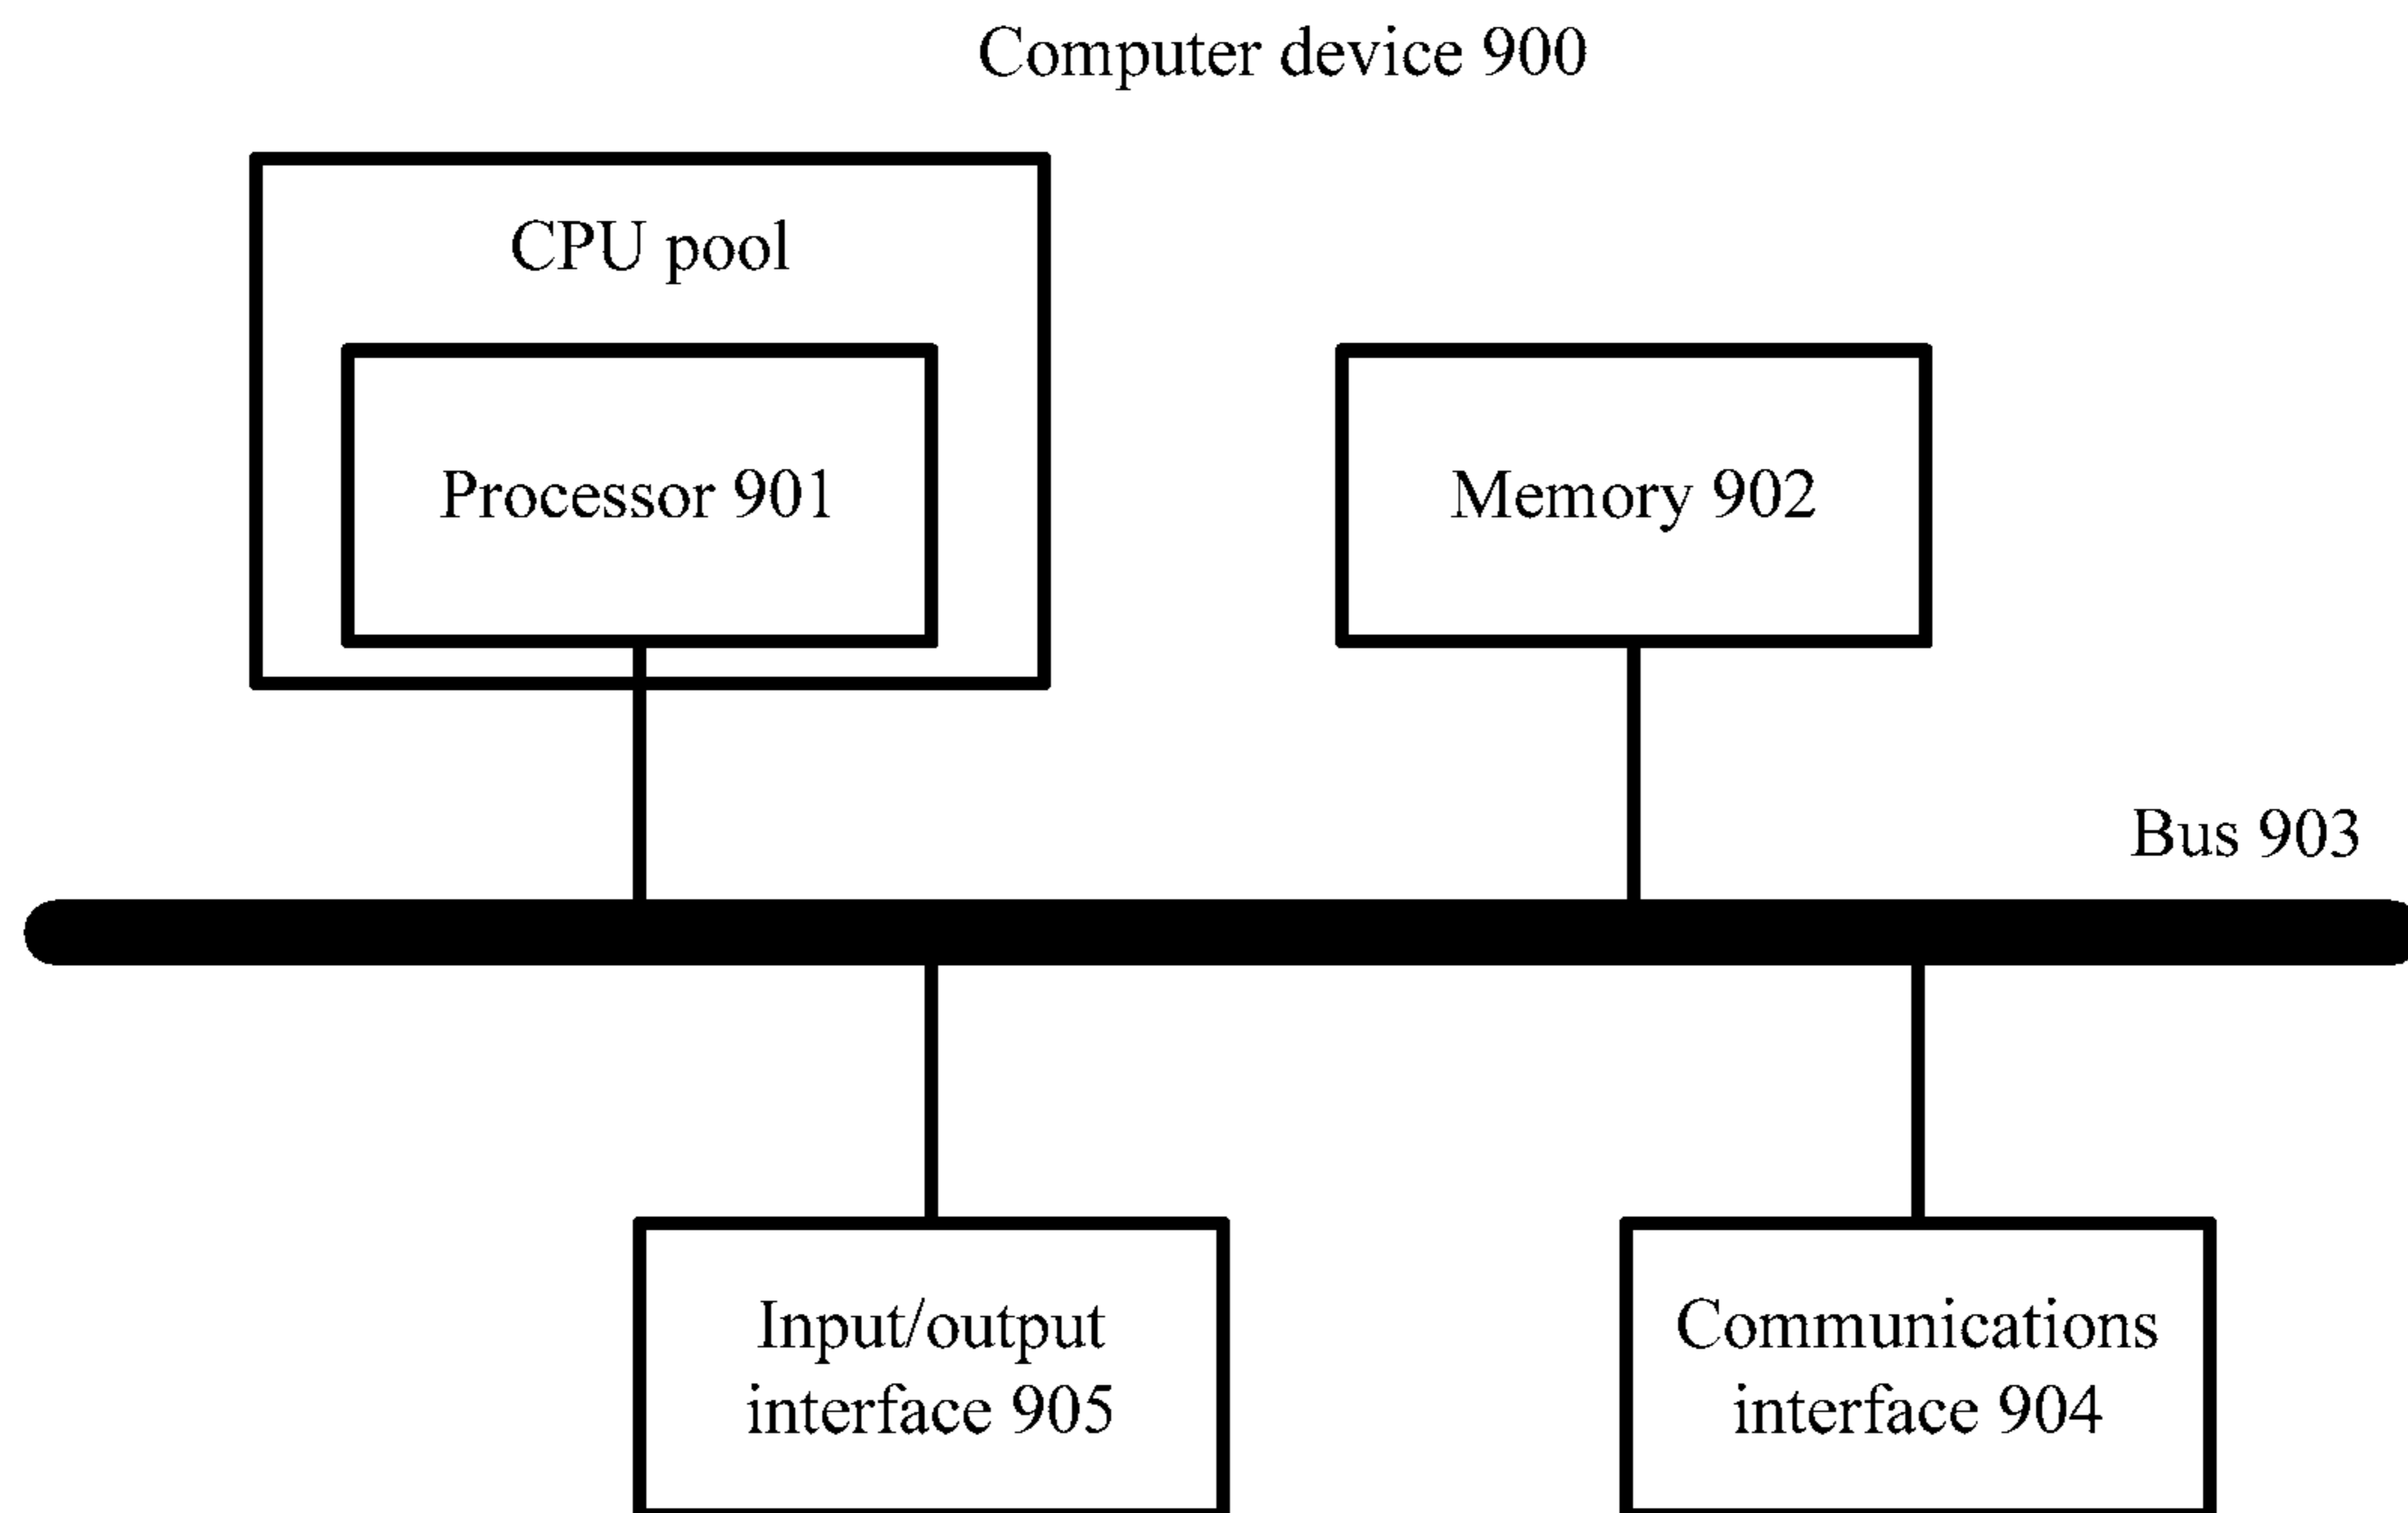 Computer device 900
CPU pool
Processor 901
Memory 902
Bus 903
Input/output
interface 905
Communications
interface 904